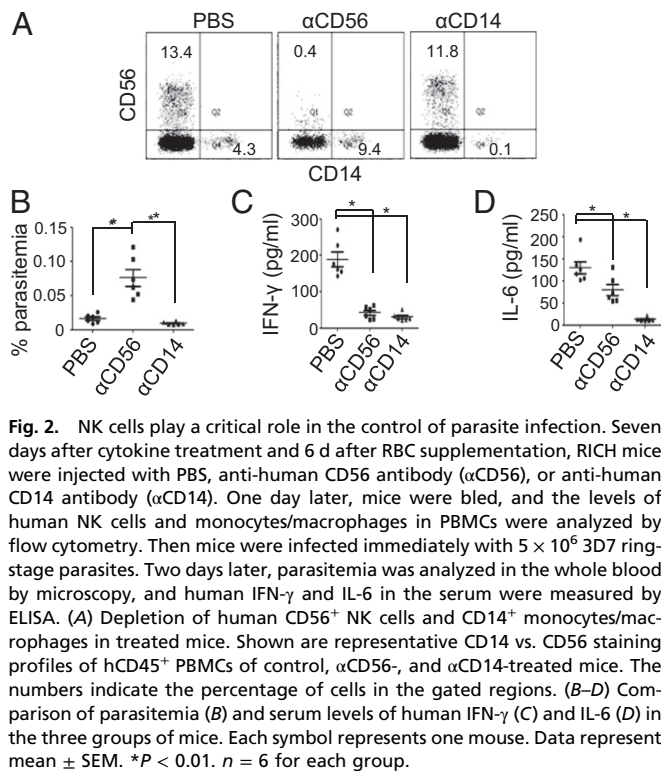 A
PBS
αCD56
αCD14
13.4
0.4
11.8
CD56
Q1
Q2
Q1
Q2
Q1
Q2
Q4
4.3
Q4
9.4
Q4
0.1
CD14
B
% parasitemia
0.15
0.10
0.05
0
*
**
PBS
αCD56
αCD14
C
IFN-γ (pg/ml)
300
200
100
0
*
*
PBS
αCD56
αCD14
D
IL-6 (pg/ml)
250
200
150
100
50
0
*
*
PBS
αCD56
αCD14
Fig. 2. NK cells play a critical role in the control of parasite infection. Seven
days after cytokine treatment and 6 d after RBC supplementation, RICH mice
were injected with PBS, anti-human CD56 antibody (αCD56), or anti-human
CD14 antibody (αCD14). One day later, mice were bled, and the levels of
human NK cells and monocytes/macrophages in PBMCs were analyzed by
flow cytometry. Then mice were infected immediately with 5 × 10⁶ 3D7 ring-
stage parasites. Two days later, parasitemia was analyzed in the whole blood
by microscopy, and human IFN-γ and IL-6 in the serum were measured by
ELISA. (A) Depletion of human CD56⁺ NK cells and CD14⁺ monocytes/mac-
rophages in treated mice. Shown are representative CD14 vs. CD56 staining
profiles of hCD45⁺ PBMCs of control, αCD56-, and αCD14-treated mice. The
numbers indicate the percentage of cells in the gated regions. (B–D) Com-
parison of parasitemia (B) and serum levels of human IFN-γ (C) and IL-6 (D) in
the three groups of mice. Each symbol represents one mouse. Data represent
mean ± SEM. *P < 0.01. n = 6 for each group.